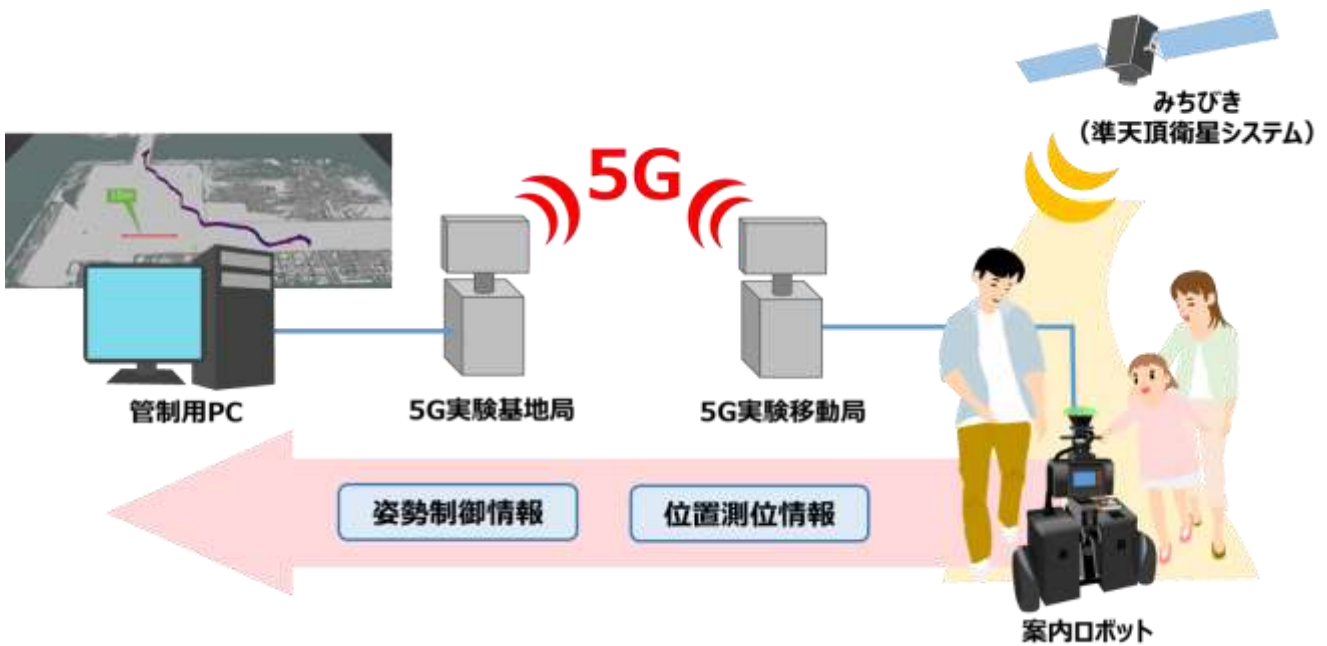 みちびき
（準天頂衛星システム）
5G
管制用PC
5G実験基地局
5G実験移動局
姿勢制御情報
位置測位情報
案内ロボット